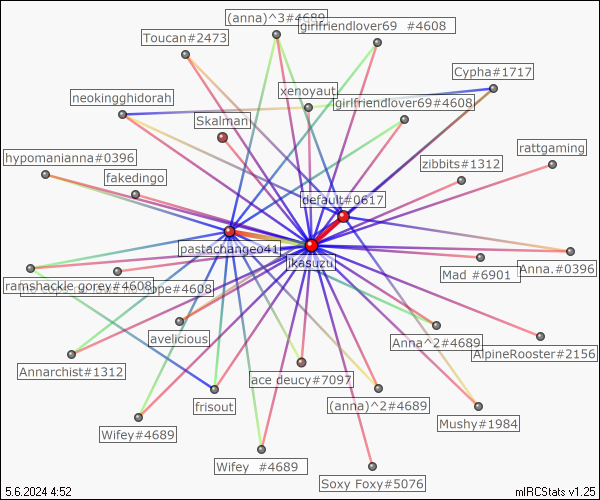 (anna)^3#4689
girlfriendlover69 #4608
Toucan#2473
Cypha#1717
xenoyaut
neokingghidorah
girlfriendlover69#4608
Skalman
rattgaming
hypomanianna#0396
zibbits#1312
fakedingo
default#0617
pastachangeo41
jkasuzu
Mad #6901
Anna.#0396
ramshackle gorey#4608
ope#4608
avelicious
Anna^2#4689
AlpineRooster#2156
Annarchist#1312
ace deucy#7097
frisout
(anna)^2#4689
Mushy#1984
Wifey#4689
Wifey #4689
Soxy Foxy#5076
5.6.2024 4:52
mIRCStats v1.25